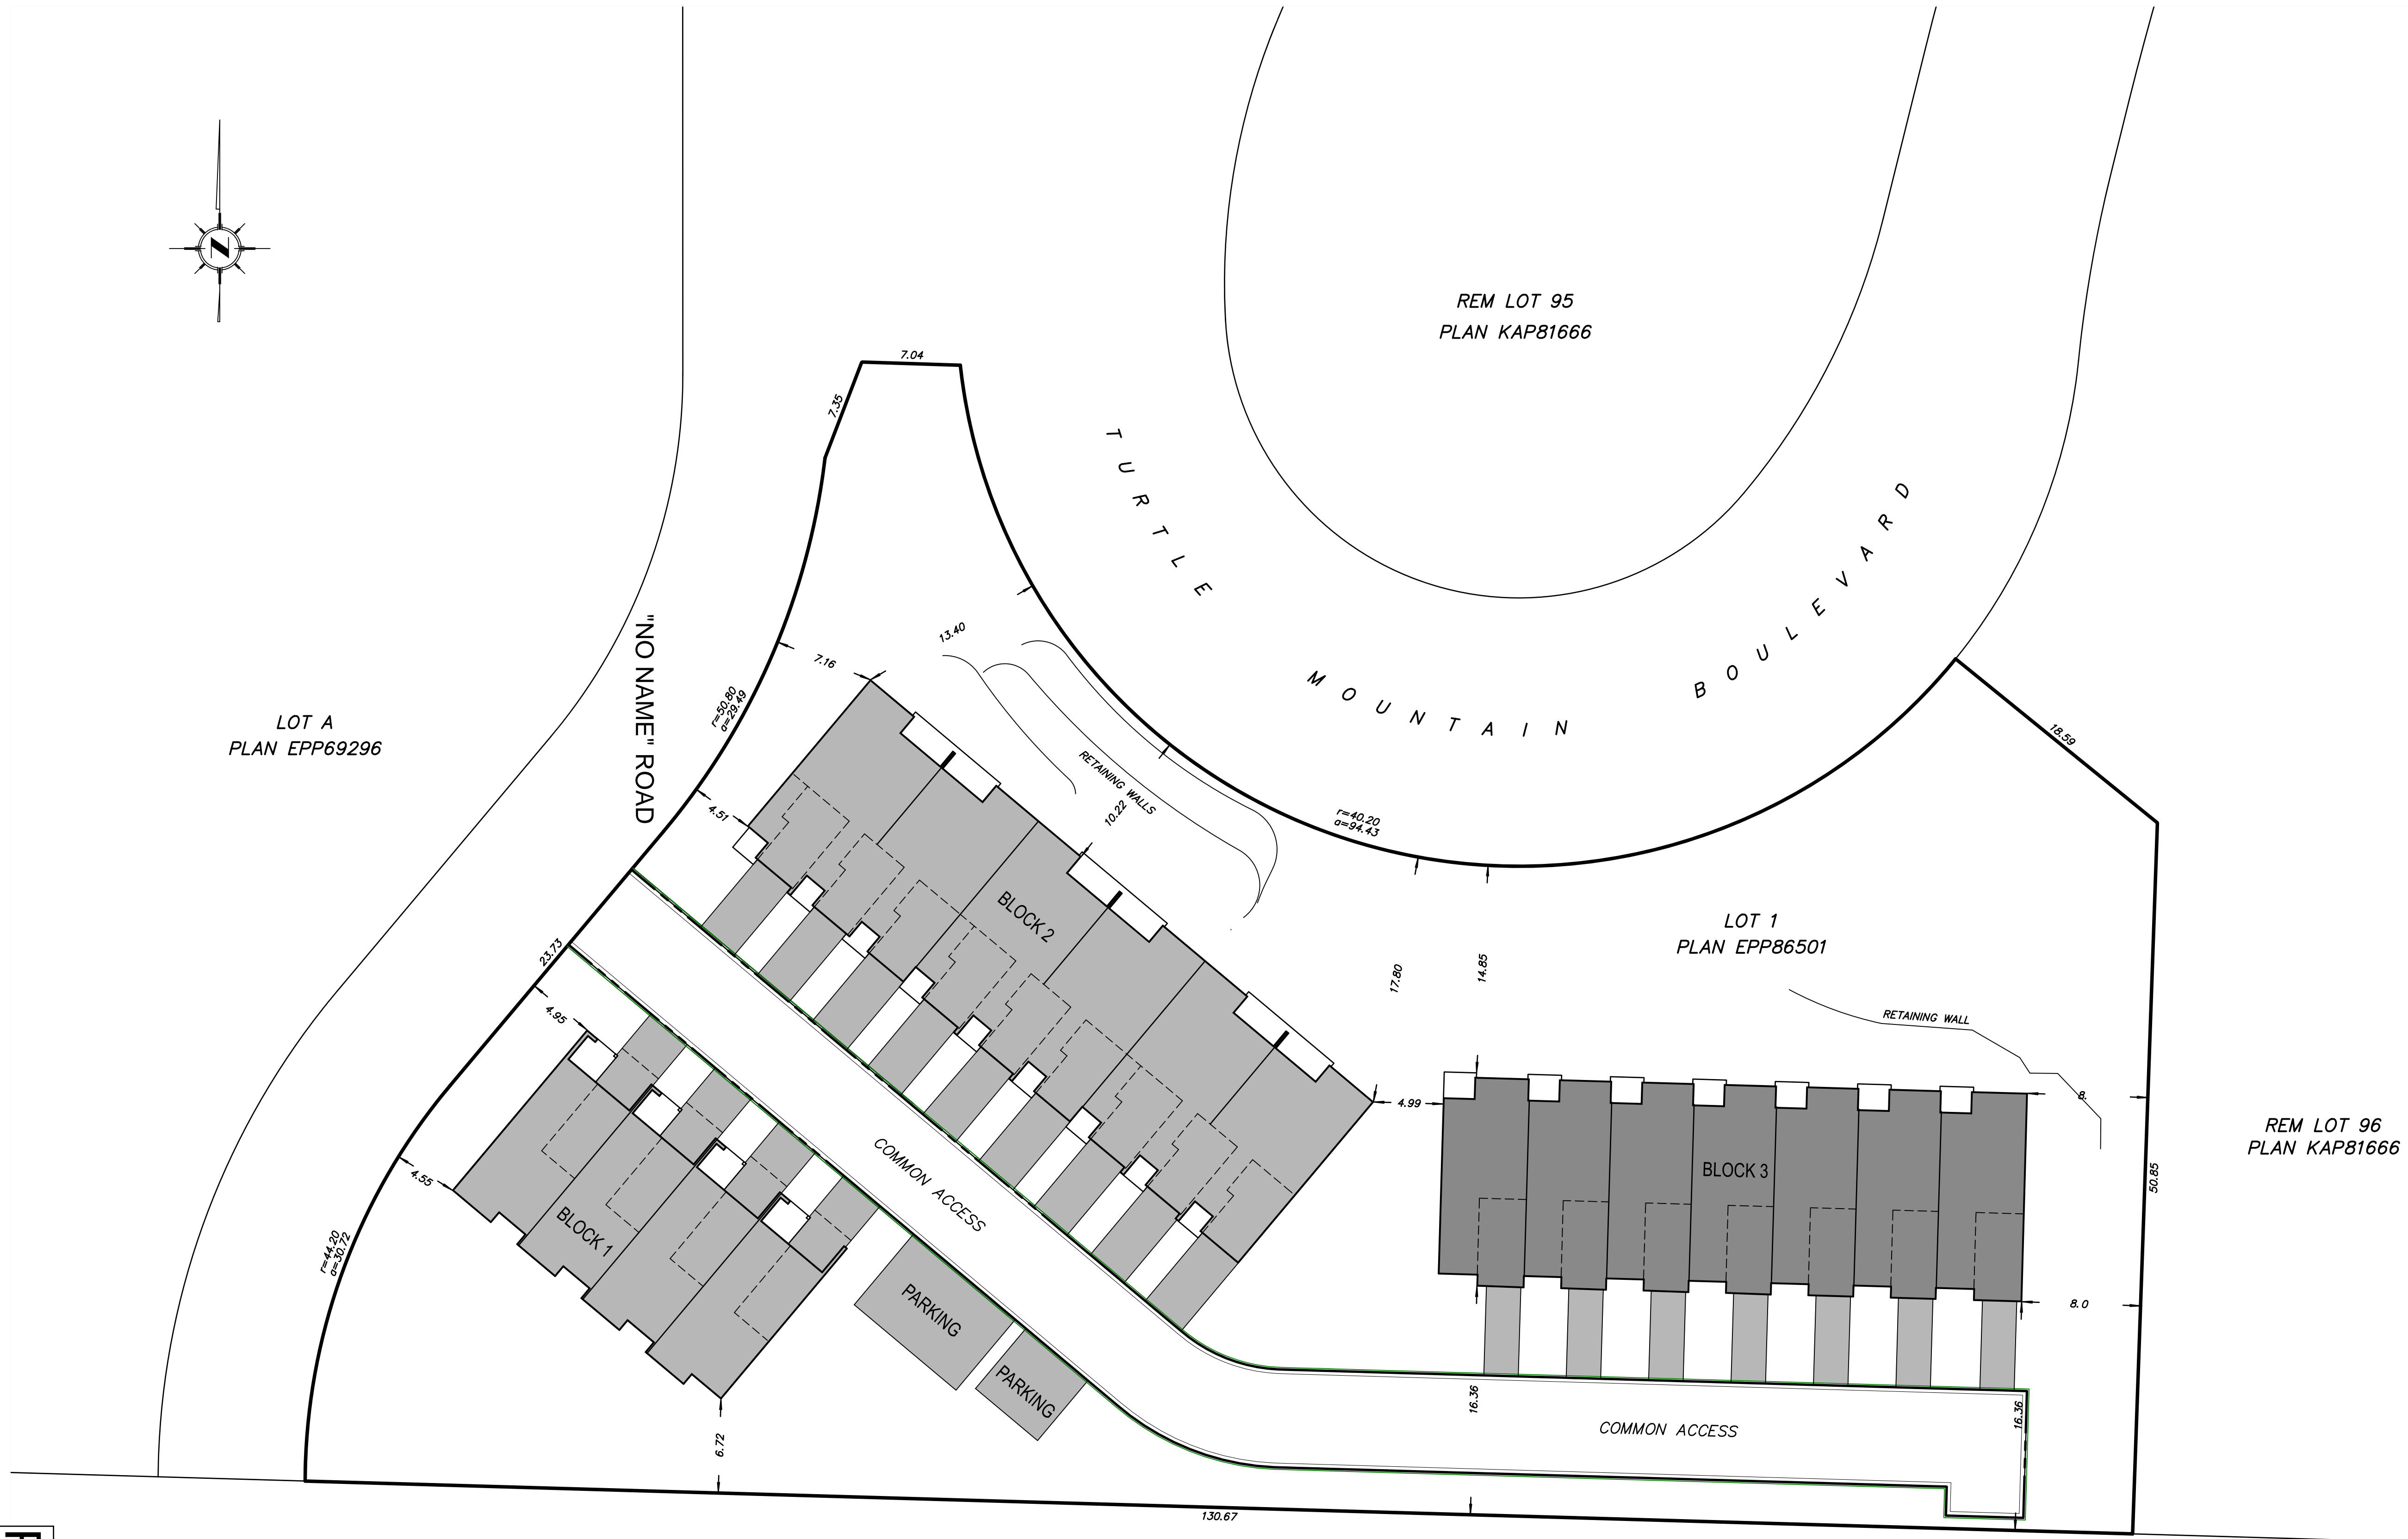 REM LOT 95
PLAN KAP81666
7.04
7.35
TURTLE
MOUNTAIN
BOULEVARD
"NO NAME" ROAD
13.40
7.16
r=50.80
a=29.49
LOT A
PLAN EPP69296
18.59
RETAINING WALLS
10.22
4.51
r=40.20
a=94.43
BLOCK 2
LOT 1
PLAN EPP86501
23.73
17.80
14.85
4.95
RETAINING WALL
4.99
8.
REM LOT 96
PLAN KAP81666
4.55
COMMON ACCESS
BLOCK 3
50.85
BLOCK 1
r=44.20
a=30.72
PARKING
8.0
PARKING
16.36
16.36
6.72
COMMON ACCESS
130.67